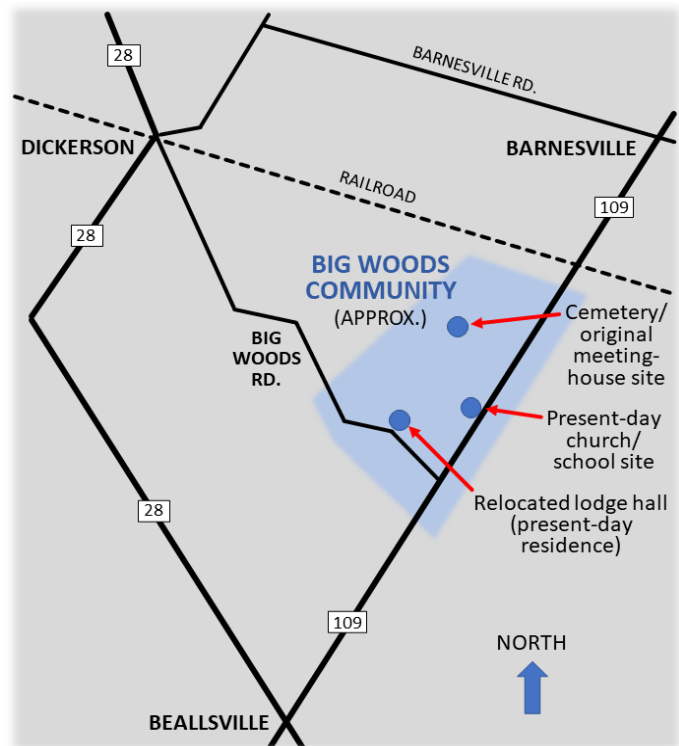 28
BARNESVILLE RD.
DICKERSON
BARNESVILLE
RAILROAD
109
28
BIG WOODS
COMMUNITY
(APPROX.)
Cemetery/
original
meeting-
house site
BIG
WOODS
RD.
Present-day
church/
school site
Relocated lodge hall
(present-day
residence)
28
109
NORTH
BEALLSVILLE